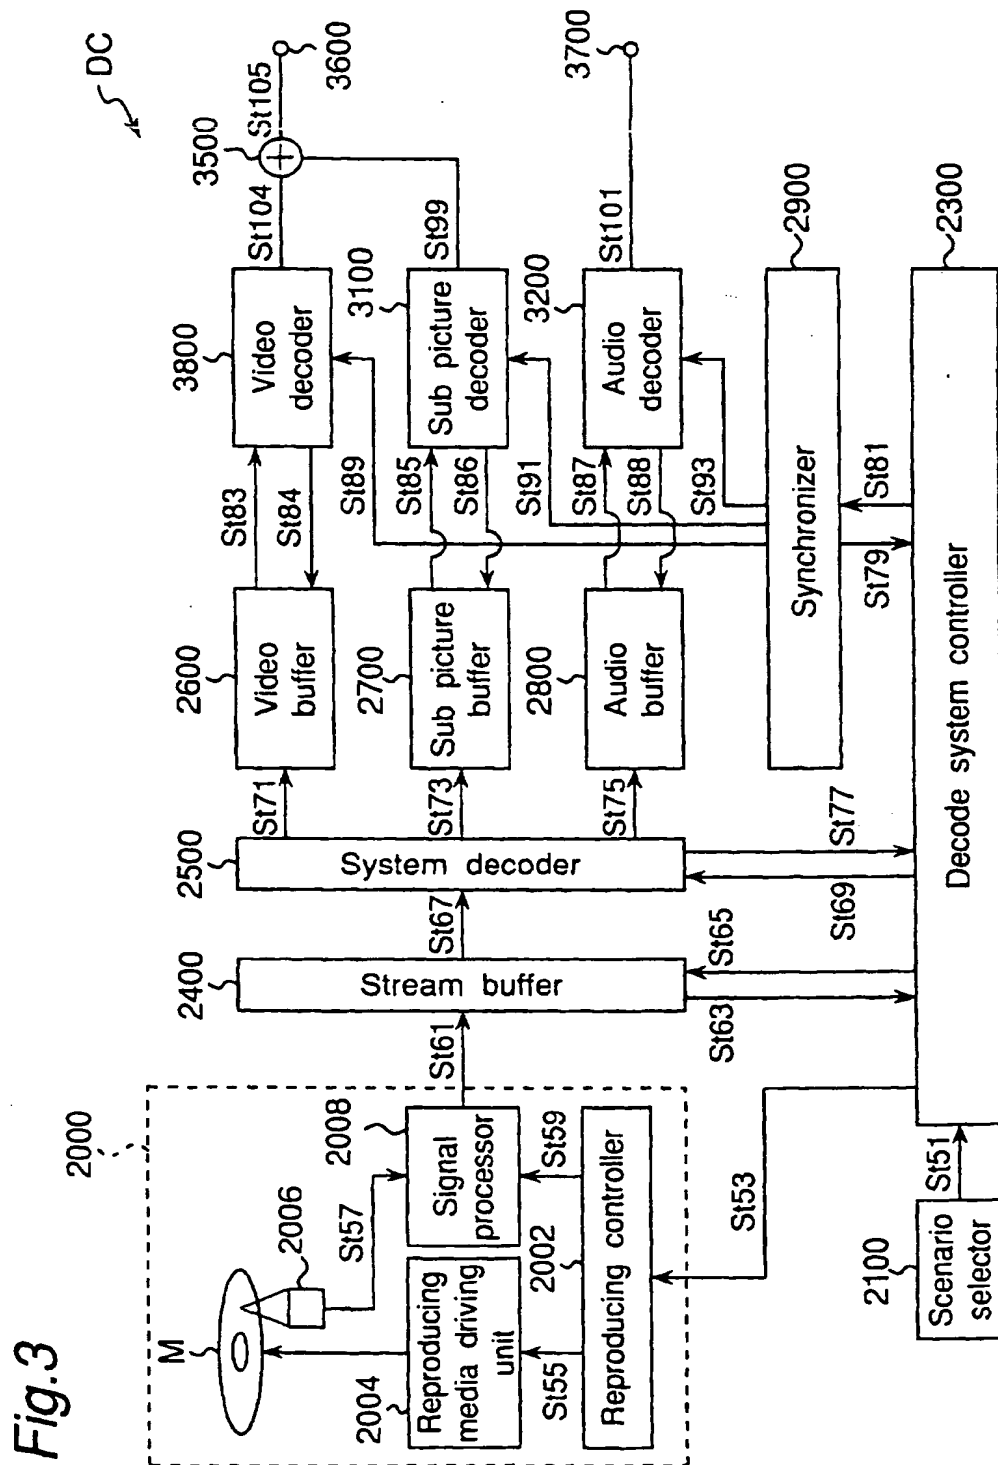 Fig.3
DC
2000
M
2006
St57
2004
Reproducing
media driving
unit
2008
Signal
processor
St55
2002
St59
Reproducing controller
St53
2100
Scenario
selector
St51
St61
2400
Stream buffer
St63
St65
St67
2500
System decoder
St69
St77
St71
St73
St75
2600
Video
buffer
2700
Sub picture
buffer
2800
Audio
buffer
St83
St84
St89
St85
St86
St91
St87
St88
St93
3800
Video
decoder
3100
Sub picture
decoder
3200
Audio
decoder
St104
3500
St105
3600
St99
St101
3700
2900
Synchronizer
St79
St81
2300
Decode system controller